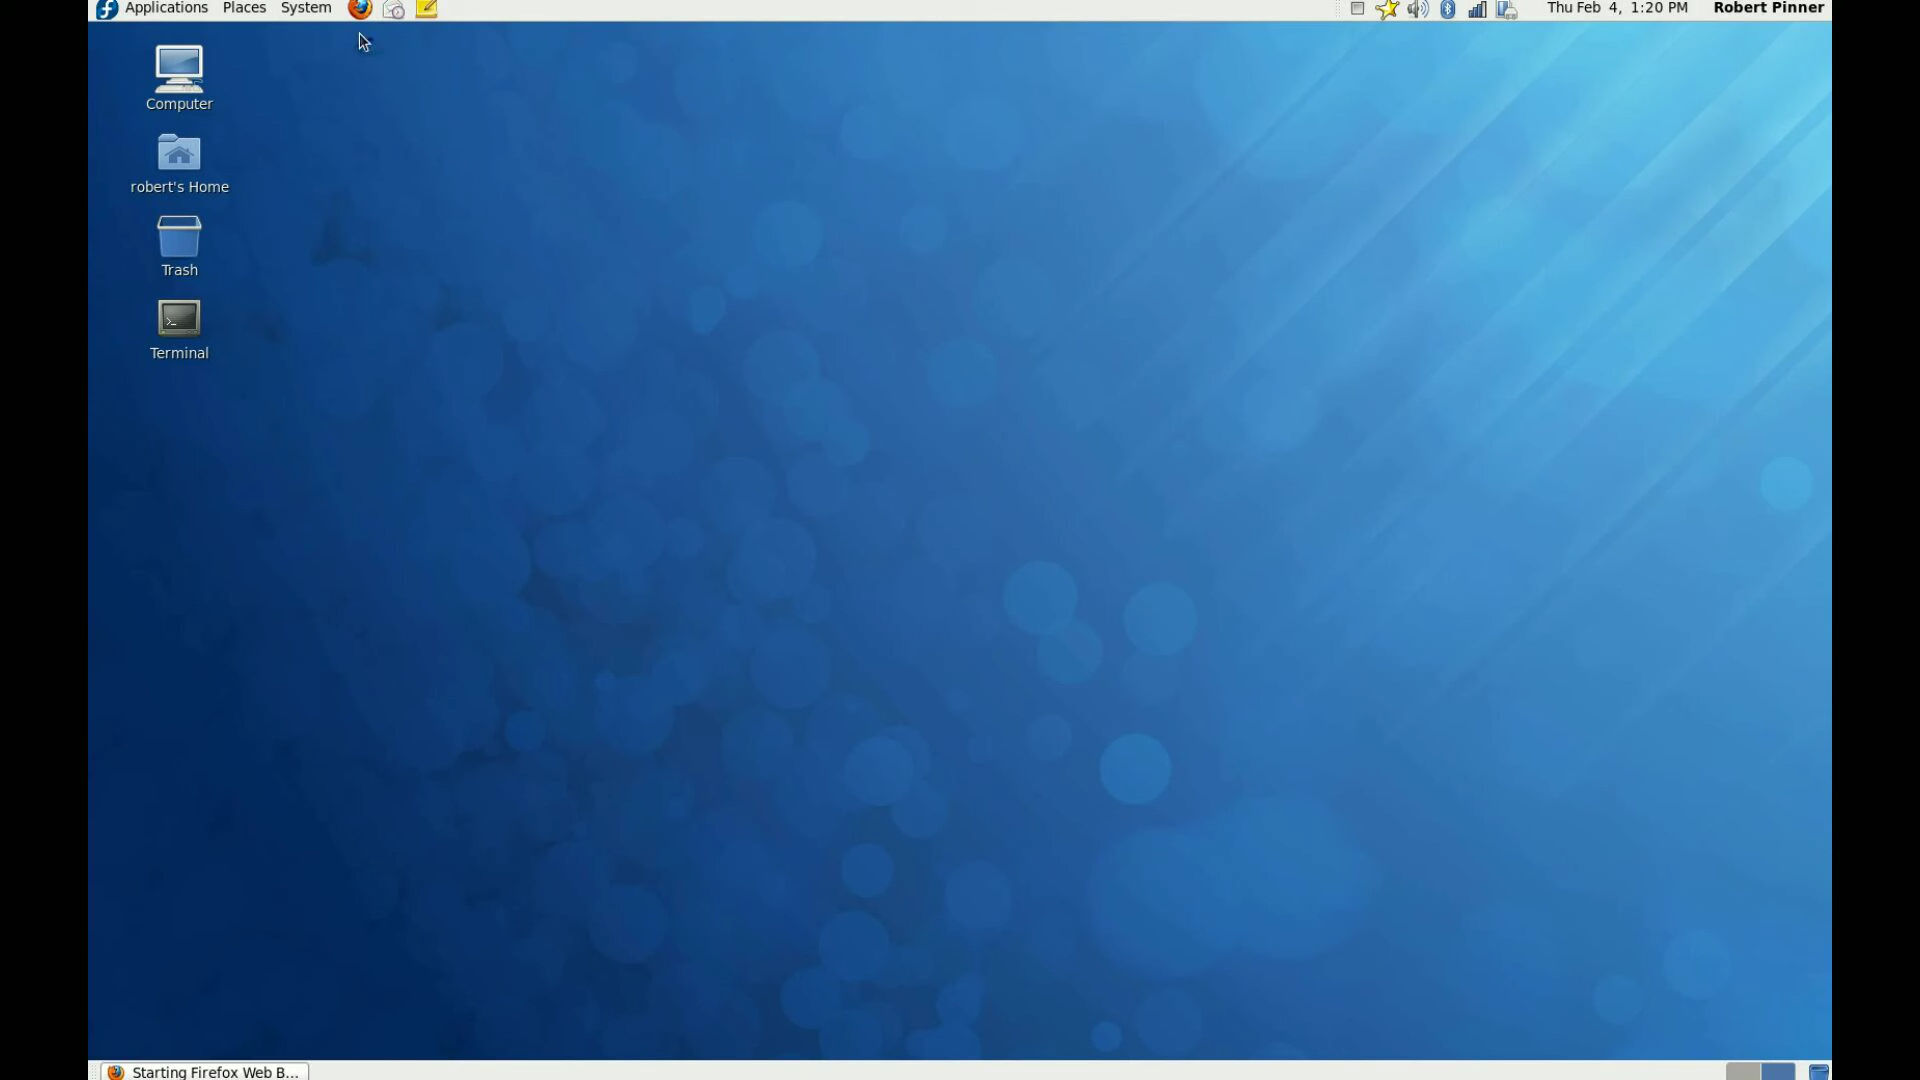 Applications Places System Thu Feb 4, 1:20 PM Robert Pinner
Computer
robert's Home
Trash
Terminal
Starting Firefox Web B...